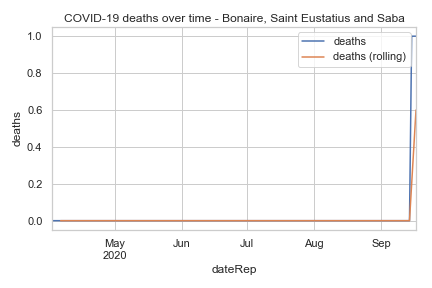 COVID-19 deaths over time - Bonaire, Saint Eustatius and Saba
deaths
deaths (rolling)
1.0
0.8
0.6
0.4
0.2
0.0
deaths
May
2020
Jun
Jul
Aug
Sep
dateRep